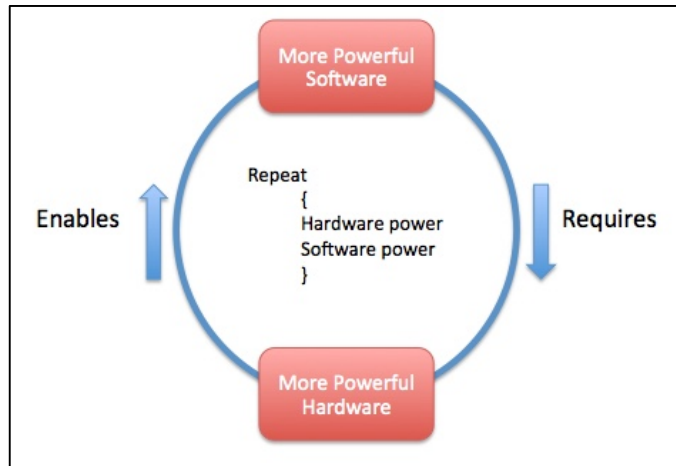 More Powerful
Software
Repeat
{
Hardware power
Software power
}
Enables
Requires
More Powerful
Hardware